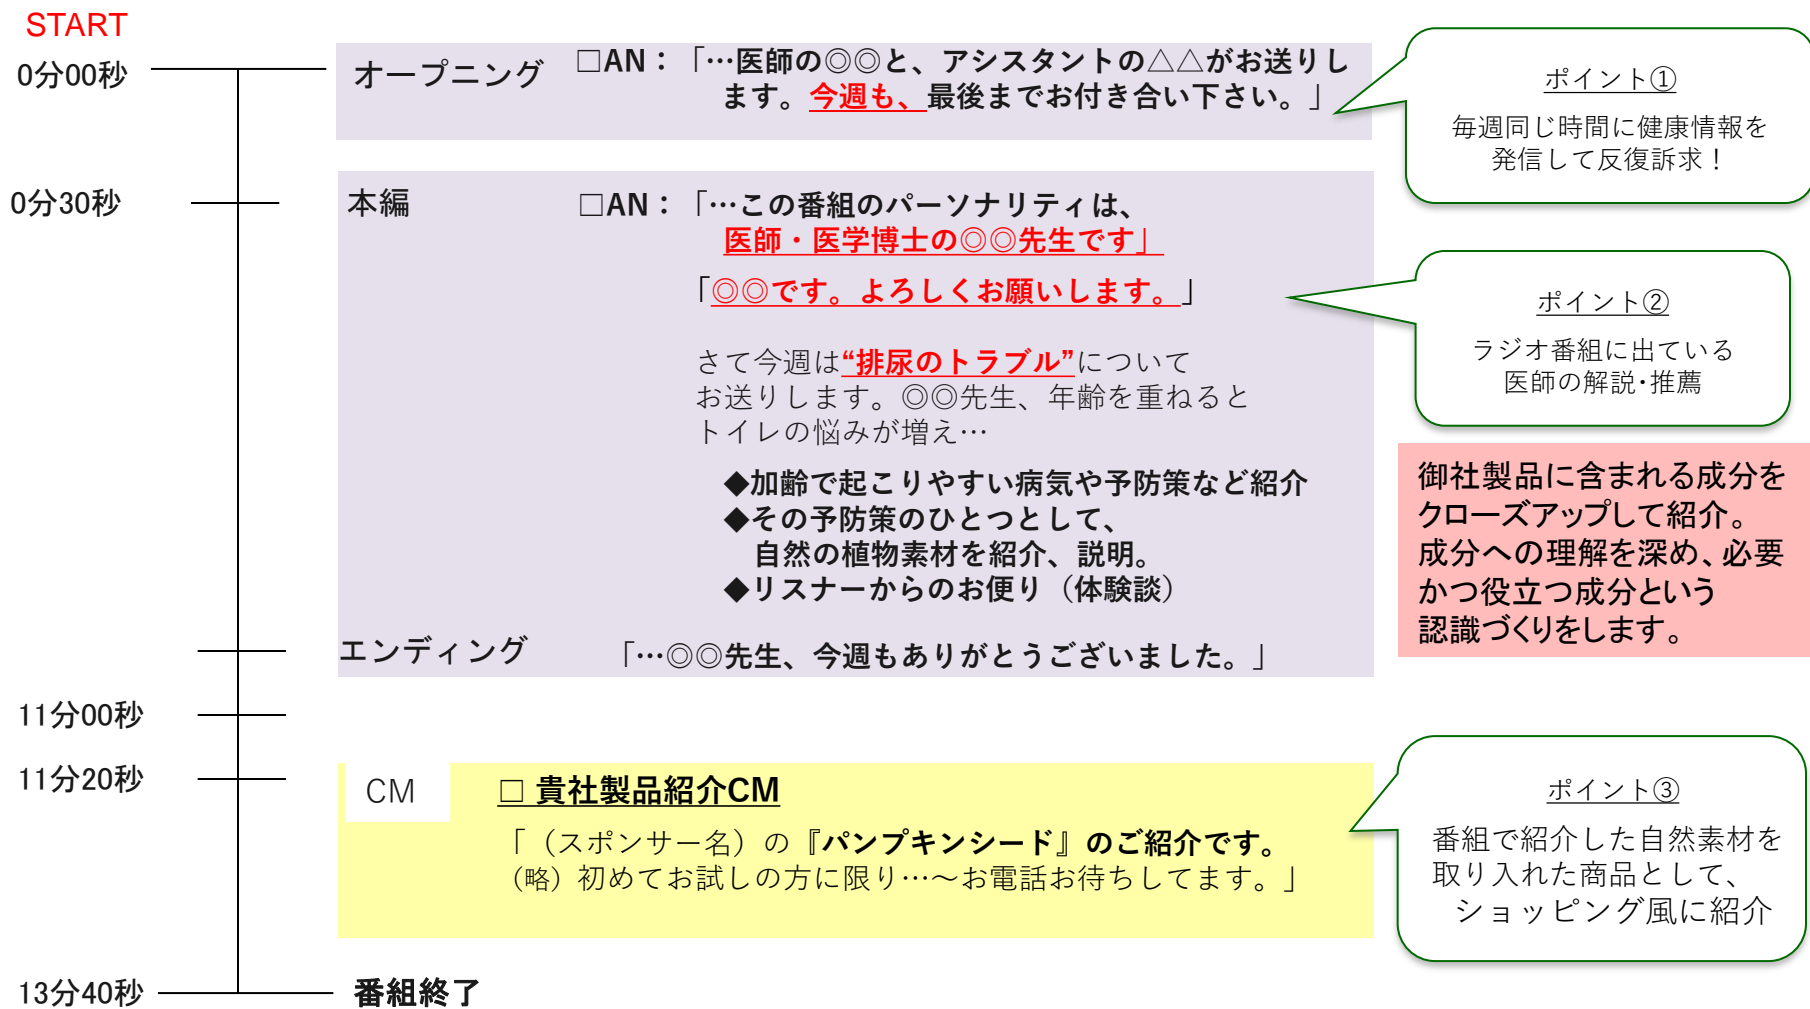 START
0分00秒
オープニング
□AN：「…医師の◎◎と、アシスタントの△△がお送りし
ます。今週も、最後までお付き合い下さい。」
ポイント①
毎週同じ時間に健康情報を
発信して反復訴求！
0分30秒
本編
□AN：「…この番組のパーソナリティは、
医師・医学博士の◎◎先生です」
「◎◎です。よろしくお願いします。」
ポイント②
ラジオ番組に出ている
医師の解説･推薦
さて今週は“排尿のトラブル”について
お送りします。◎◎先生、年齢を重ねると
トイレの悩みが増え…
◆加齢で起こりやすい病気や予防策など紹介
◆その予防策のひとつとして、
自然の植物素材を紹介、説明。
◆リスナーからのお便り（体験談）
御社製品に含まれる成分を
クローズアップして紹介。
成分への理解を深め、必要
かつ役立つ成分という
認識づくりをします。
エンディング
「…◎◎先生、今週もありがとうございました。」
11分00秒
11分20秒
CM
□ 貴社製品紹介CM
「（スポンサー名）の『パンプキンシード』のご紹介です。
（略）初めてお試しの方に限り…～お電話お待ちしてます。」
ポイント③
番組で紹介した自然素材を
取り入れた商品として、
ショッピング風に紹介
13分40秒
番組終了